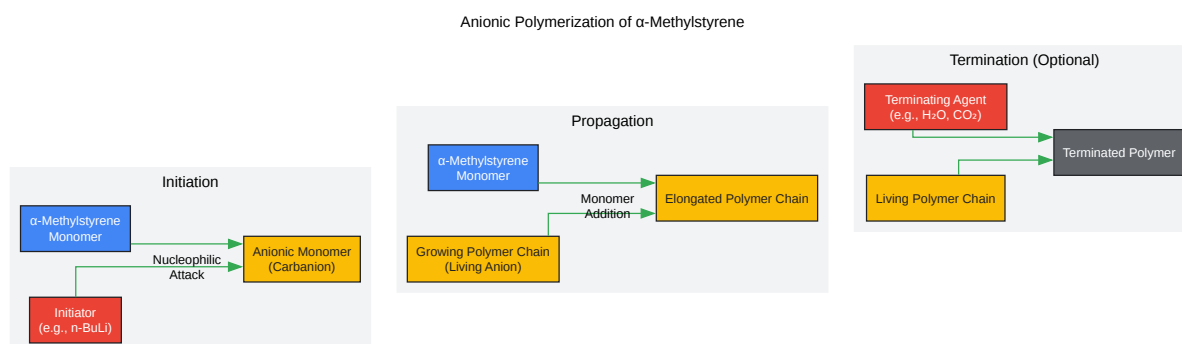 Anionic Polymerization of α-Methylstyrene
Initiation
α-Methylstyrene
Monomer
Nucleophilic
Attack
Anionic Monomer
(Carbanion)
Initiator
(e.g., n-BuLi)
Propagation
α-Methylstyrene
Monomer
Monomer
Addition
Elongated Polymer Chain
Growing Polymer Chain
(Living Anion)
Termination (Optional)
Terminating Agent
(e.g., H₂O, CO₂)
Terminated Polymer
Living Polymer Chain